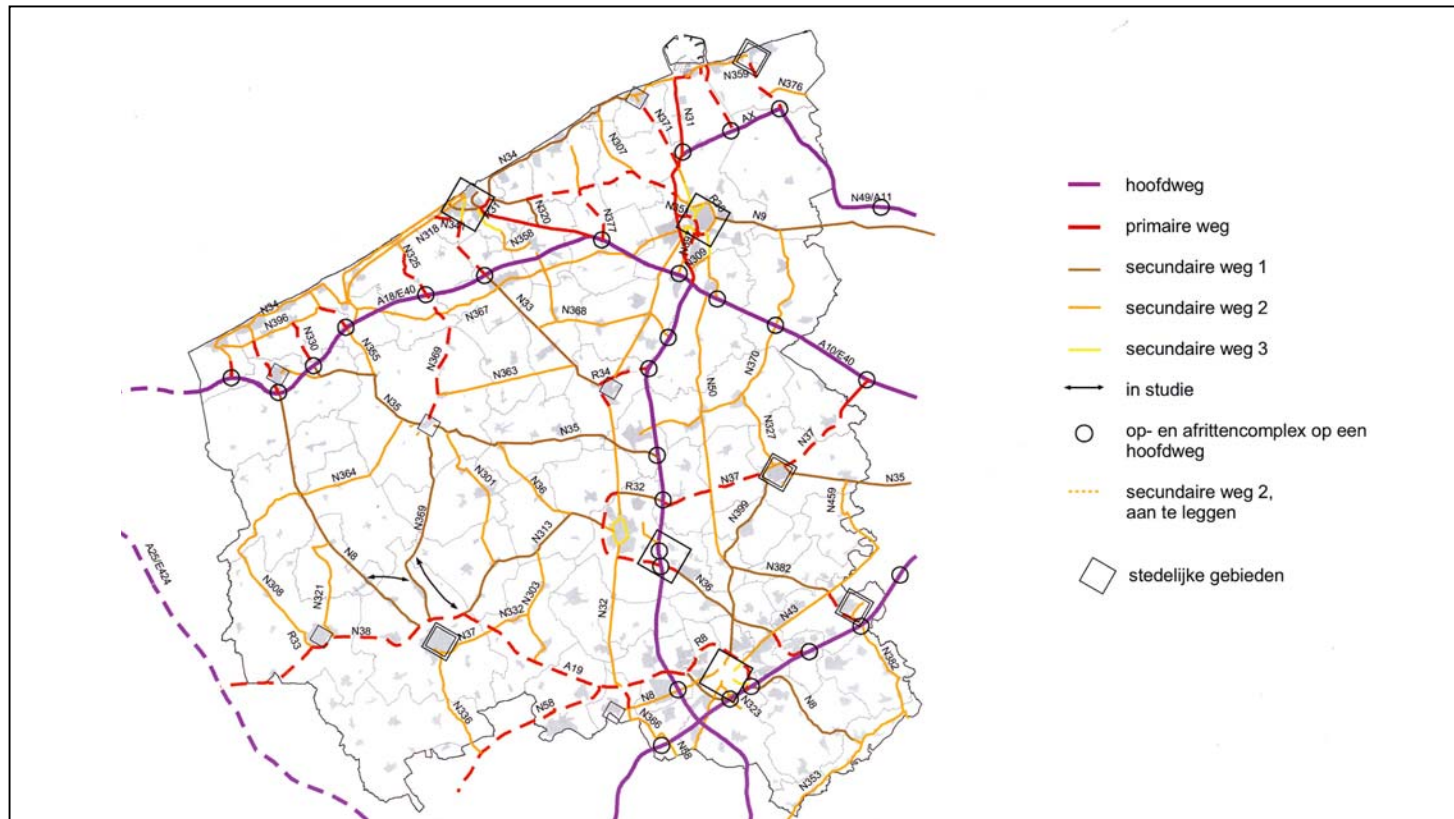 N359
N376
N31
AX
N371
N307
N34
N49/A11
N9
N320
N377
N318
N358
N309
N325
A18/E40
N33
N34
N396
N367
N368
N330
N355
N369
N370
A10/E40
N363
R34
N50
N35
N35
N327
N37
N364
N301
N36
R32
N37
N35
N459
N399
N369
N313
A25/E424
N8
N36
N382
N308
N321
N303
N332
N32
N43
R33
N38
N37
R8
N382
A19
N8
N58
N323
N8
N336
N366
N58
N353
hoofdweg
primaire weg
secundaire weg 1
secundaire weg 2
secundaire weg 3
in studie
op- en afrittencomplex op een
hoofdweg
secundaire weg 2,
aan te leggen
stedelijke gebieden